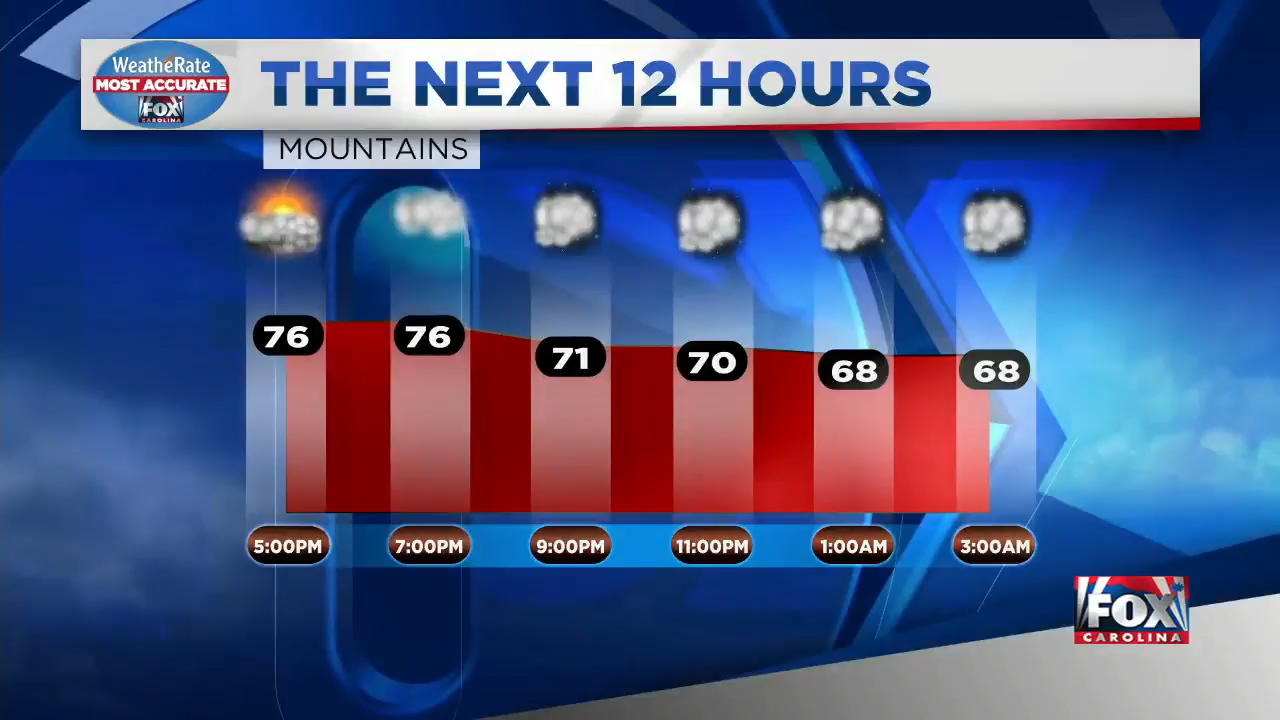 WeatheRate
MOST ACCURATE
FOX
CAROLINA
THE NEXT 12 HOURS
MOUNTAINS
76 76 71 70 68 68
5:00PM 7:00PM 9:00PM 11:00PM 1:00AM 3:00AM
FOX
CAROLINA